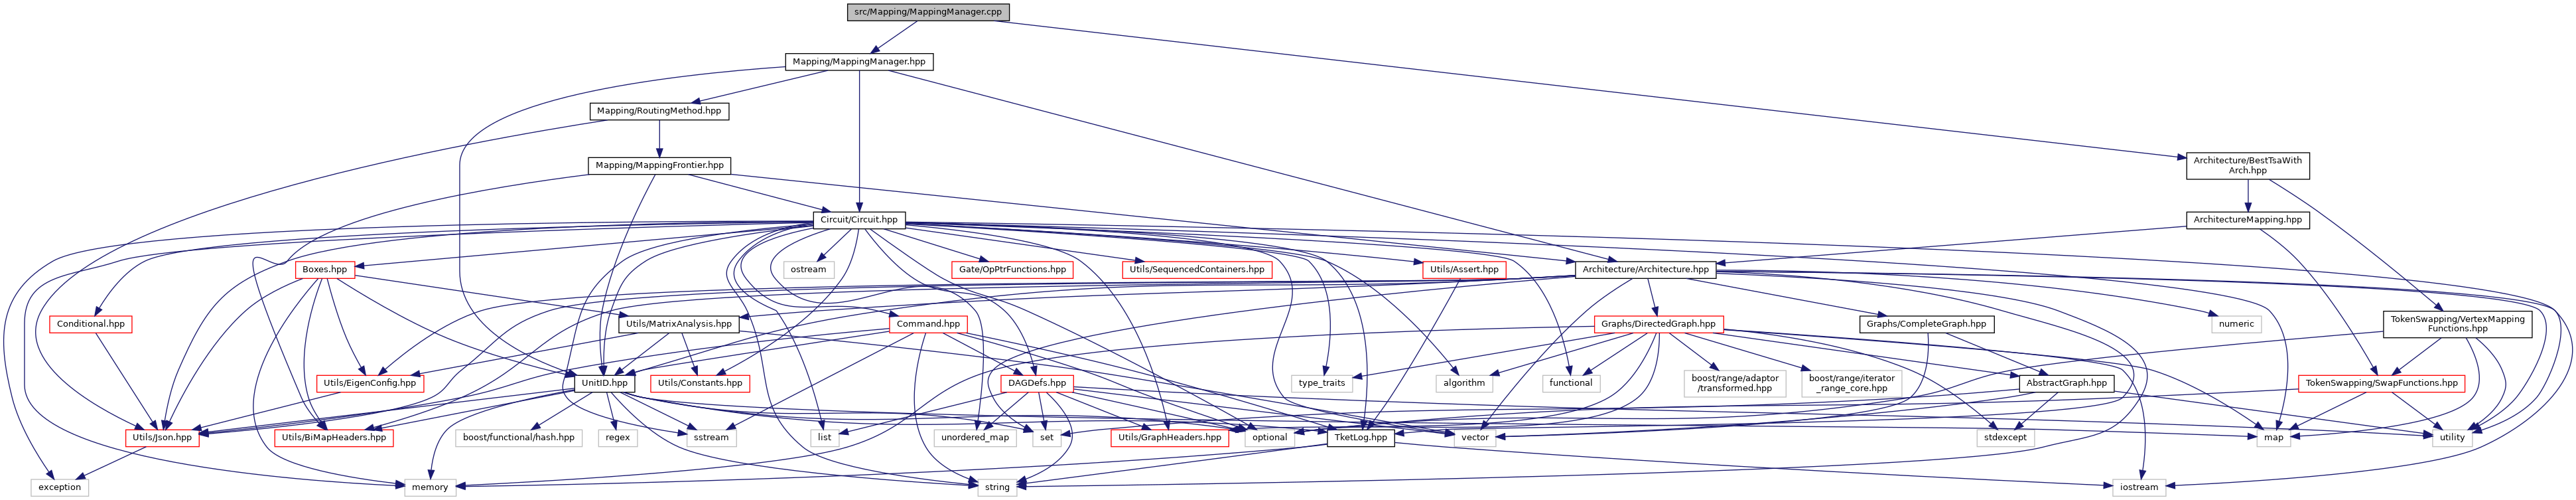 src/Mapping/MappingManager.cpp
Mapping/MappingManager.hpp
Mapping/RoutingMethod.hpp
Mapping/MappingFrontier.hpp
Architecture/BestTsaWith
Arch.hpp
Circuit/Circuit.hpp
ArchitectureMapping.hpp
Boxes.hpp
ostream
Gate/OpPtrFunctions.hpp
Utils/SequencedContainers.hpp
Utils/Assert.hpp
Architecture/Architecture.hpp
Conditional.hpp
Utils/MatrixAnalysis.hpp
Command.hpp
Graphs/DirectedGraph.hpp
Graphs/CompleteGraph.hpp
numeric
TokenSwapping/VertexMapping
Functions.hpp
Utils/EigenConfig.hpp
UnitID.hpp
Utils/Constants.hpp
DAGDefs.hpp
type_traits
algorithm
functional
boost/range/adaptor
/transformed.hpp
boost/range/iterator
_range_core.hpp
AbstractGraph.hpp
TokenSwapping/SwapFunctions.hpp
Utils/Json.hpp
Utils/BiMapHeaders.hpp
boost/functional/hash.hpp
regex
sstream
list
unordered_map
set
Utils/GraphHeaders.hpp
optional
TketLog.hpp
vector
stdexcept
map
utility
exception
memory
string
iostream